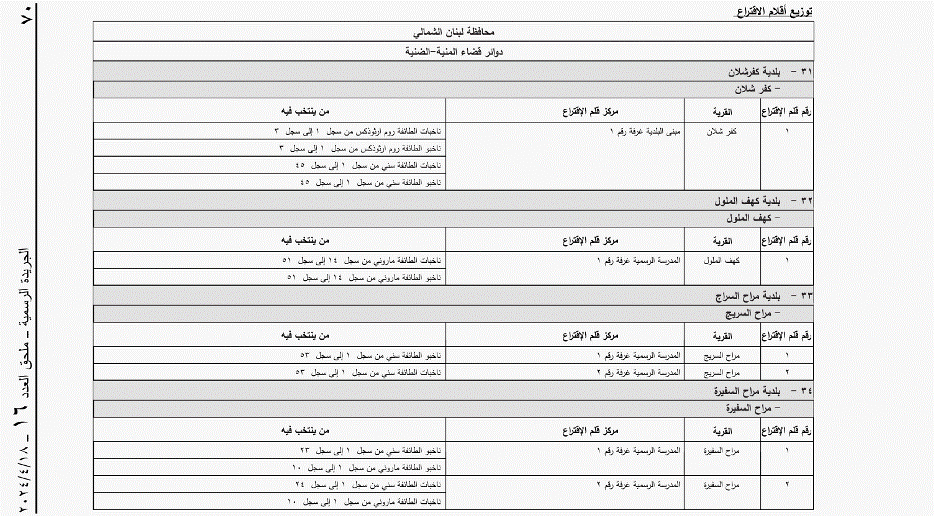 ٧٠
الجريدة الرسمية – ملحق العدد ١٦ – ٢٠٢٤/٤/١٨
توزيع أقلام الاقتراع
محافظة لبنان الشمالي
دوائر قضاء المنية-الضنية
٣١ - بلدية كفرشلان
- كفر شلان
رقم قلم الإقتراع القرية مركز قلم الإقتراع من ينتخب فيه
١ كفر شلان مبنى البلدية غرفة رقم ١ ناخبات الطائفة روم ارثوذكس من سجل ١ إلى سجل ٣
ناخبو الطائفة روم ارثوذكس من سجل ١ إلى سجل ٣
ناخبات الطائفة سني من سجل ١ إلى سجل ٤٥
ناخبو الطائفة سني من سجل ١ إلى سجل ٤٥
٣٢ - بلدية كهف الملول
- كهف الملول
رقم قلم الإقتراع القرية مركز قلم الإقتراع من ينتخب فيه
١ كهف الملول المدرسة الرسمية غرفة رقم ١ ناخبات الطائفة ماروني من سجل ١٤ إلى سجل ٥١
ناخبو الطائفة ماروني من سجل ١٤ إلى سجل ٥١
٣٣ - بلدية مراح السراج
- مراح السريج
رقم قلم الإقتراع القرية مركز قلم الإقتراع من ينتخب فيه
١ مراح السريج المدرسة الرسمية غرفة رقم ١ ناخبو الطائفة سني من سجل ١ إلى سجل ٥٣
٢ مراح السريج المدرسة الرسمية غرفة رقم ٢ ناخبات الطائفة سني من سجل ١ إلى سجل ٥٣
٣٤ - بلدية مراح السفيرة
- مراح السفيرة
رقم قلم الإقتراع القرية مركز قلم الإقتراع من ينتخب فيه
١ مراح السفيرة المدرسة الرسمية غرفة رقم ١ ناخبو الطائفة سني من سجل ١ إلى سجل ٢٣
ناخبو الطائفة ماروني من سجل ١ إلى سجل ١٠
٢ مراح السفيرة المدرسة الرسمية غرفة رقم ٢ ناخبات الطائفة سني من سجل ١ إلى سجل ٢٤
ناخبات الطائفة ماروني من سجل ١ إلى سجل ١٠